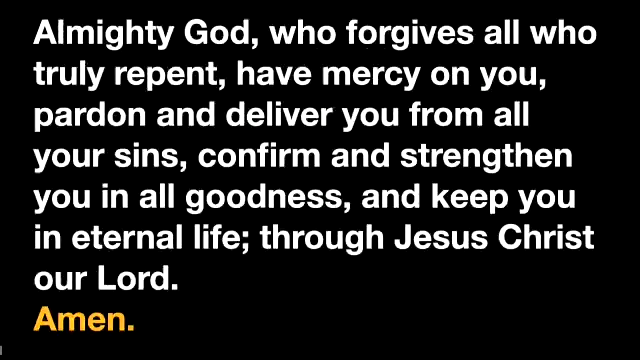 Almighty God, who forgives all who
truly repent, have mercy on you,
pardon and deliver you from all
your sins, confirm and strengthen
you in all goodness, and keep you
in eternal life; through Jesus Christ
our Lord.
Amen.